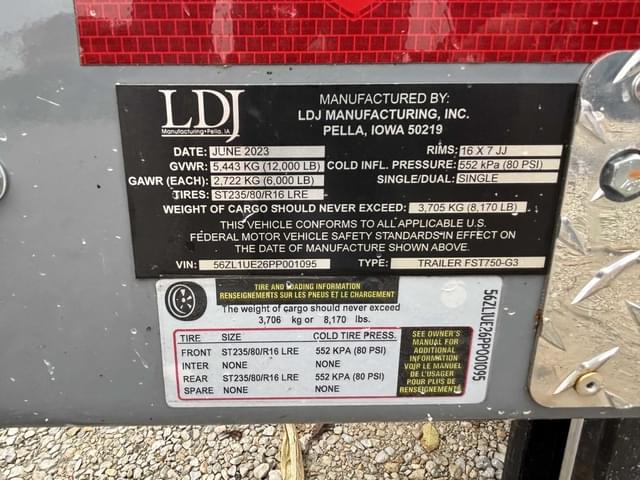 LDJ
Manufacturing • Pella, IA
MANUFACTURED BY:
LDJ MANUFACTURING, INC.
PELLA, IOWA 50219
DATE: JUNE 2023 RIMS: 16 X 7 JJ
GVWR: 5,443 KG (12,000 LB) COLD INFL. PRESSURE: 552 kPa (80 PSI)
GAWR (EACH): 2,722 KG (6,000 LB) SINGLE/DUAL: SINGLE
TIRES: ST235/80/R16 LRE
WEIGHT OF CARGO SHOULD NEVER EXCEED: 3,705 KG (8,170 LB)
THIS VEHICLE CONFORMS TO ALL APPLICABLE U.S.
FEDERAL MOTOR VEHICLE SAFETY STANDARDS IN EFFECT ON
THE DATE OF MANUFACTURE SHOWN ABOVE.
VIN: 56ZL1UE26PP001095 TYPE: TRAILER FST750-G3
TIRE AND LOADING INFORMATION
RENSEIGNEMENTS SUR LES PNEUS ET LE CHARGEMENT
The weight of cargo should never exceed
3,706 kg or 8,170 lbs.
TIRE SIZE COLD TIRE PRESS.
FRONT ST235/80/R16 LRE 552 KPA (80 PSI)
INTER NONE NONE
REAR ST235/80/R16 LRE 552 KPA (80 PSI)
SPARE NONE NONE
SEE OWNER'S
MANUAL FOR
ADDITIONAL
INFORMATION
VOIR LE MANUEL
DE L'USAGER
POUR PLUS DE
RENSEIGNEMENTS
56ZL1UE26PP001095